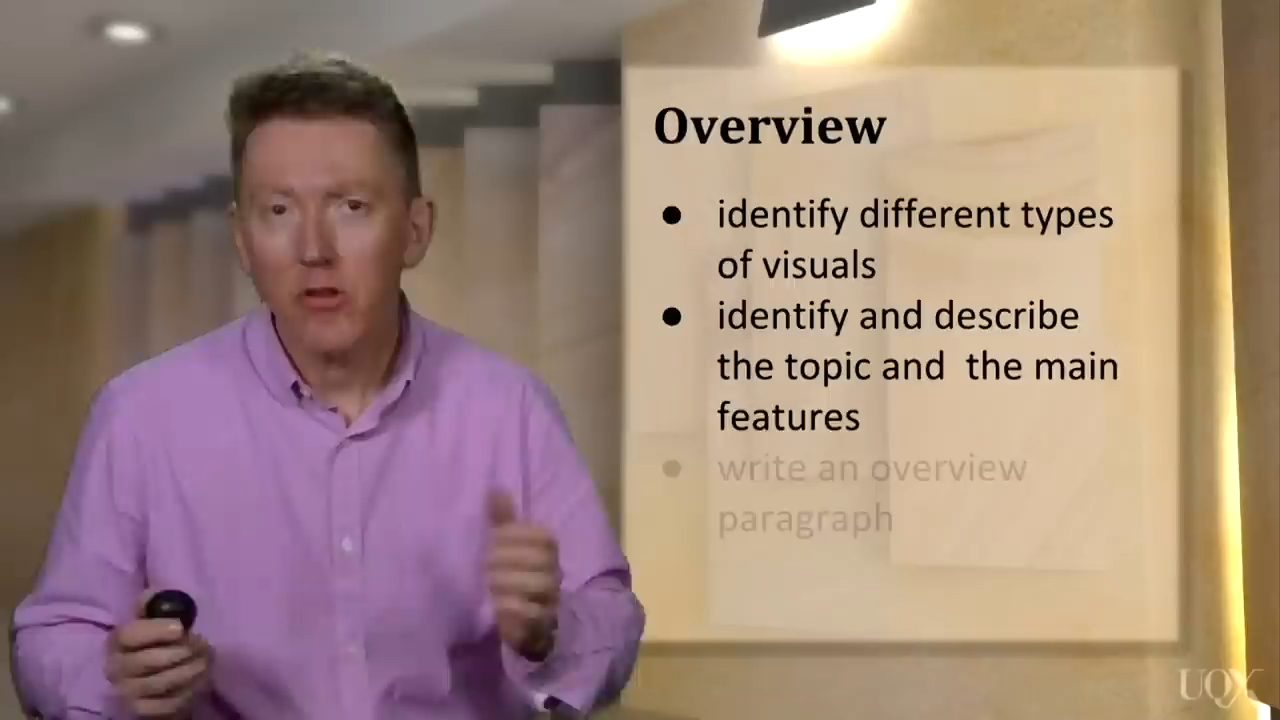 Overview
● identify different types
of visuals
● identify and describe
the topic and  the main
features
● write an overview
paragraph
UQX